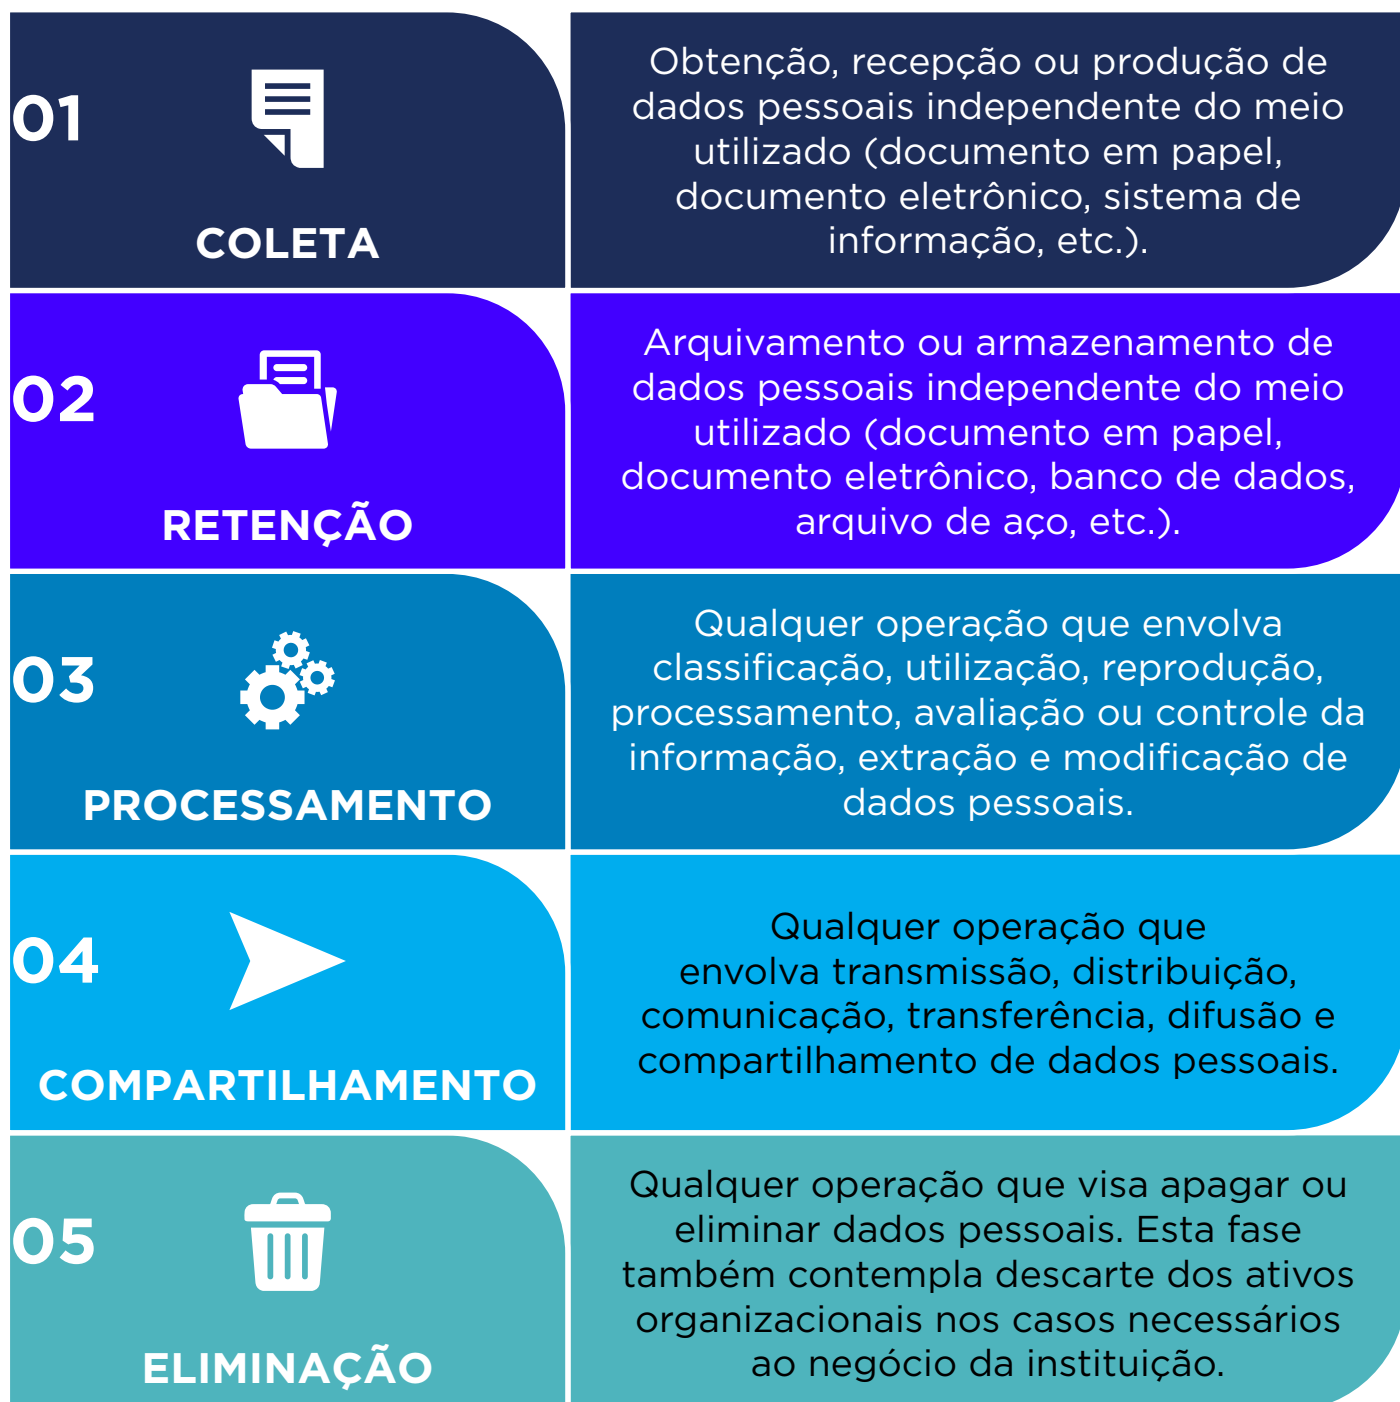 01
COLETA
Obtenção, recepção ou produção de
dados pessoais independente do meio
utilizado (documento em papel,
documento eletrônico, sistema de
informação, etc.).
02
RETENÇÃO
Arquivamento ou armazenamento de
dados pessoais independente do meio
utilizado (documento em papel,
documento eletrônico, banco de dados,
arquivo de aço, etc.).
03
PROCESSAMENTO
Qualquer operação que envolva
classificação, utilização, reprodução,
processamento, avaliação ou controle da
informação, extração e modificação de
dados pessoais.
04
COMPARTILHAMENTO
Qualquer operação que
envolva transmissão, distribuição,
comunicação, transferência, difusão e
compartilhamento de dados pessoais.
05
ELIMINAÇÃO
Qualquer operação que visa apagar ou
eliminar dados pessoais. Esta fase
também contempla descarte dos ativos
organizacionais nos casos necessários
ao negócio da instituição.